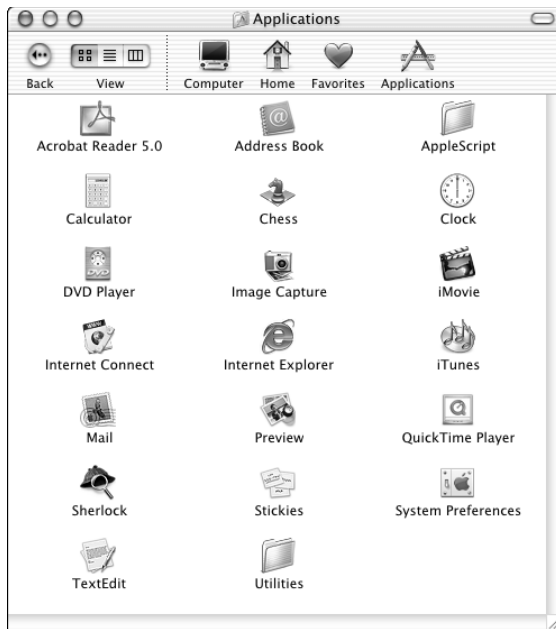 Applications
Back View Computer Home Favorites Applications
Acrobat Reader 5.0 Address Book AppleScript
Calculator Chess Clock
DVD
DVD Player Image Capture iMovie
Internet Connect Internet Explorer iTunes
Mail Preview QuickTime Player
Sherlock Stickies System Preferences
TextEdit Utilities